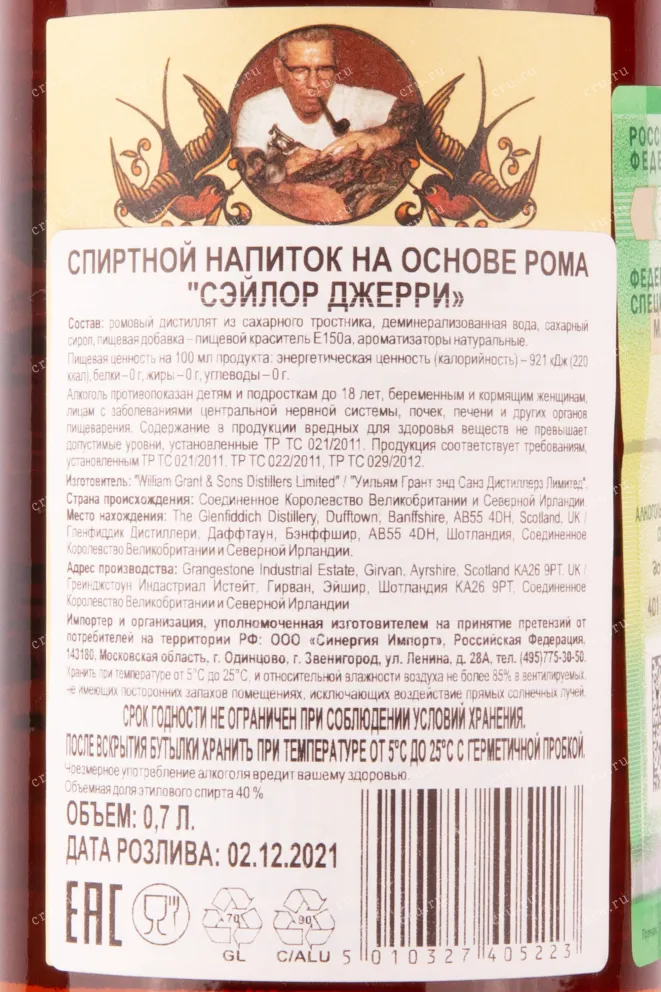 СПИРТНОЙ НАПИТОК НА ОСНОВЕ РОМА
"СЭЙЛОР ДЖЕРРИ»
Состав: ромовый дистиллят из сахарного тростника, деминерализованная вода, сахарный
сироп, пищевая добавка – пищевой краситель Е150а, ароматизаторы натуральные.
Пищевая ценность на 100 мл продукта: энергетическая ценность (калорийность) – 921 кДж (220
ккал), белки – 0 г, жиры – 0 г, углеводы – 0 г.
Алкоголь противопоказан детям и подросткам до 18 лет, беременным и кормящим женщинам,
лицам с заболеваниями центральной нервной системы, почек, печени и других органов
пищеварения. Содержание в продукции вредных для здоровья веществ не превышает
допустимые уровни, установленные ТР ТС 021/2011. Продукция соответствует требованиям,
установленным ТР ТС 021/2011, ТР ТС 022/2011, ТР ТС 029/2012.
Изготовитель: "William Grant & Sons Distillers Limited" / "Уильям Грант энд Санз Дистиллерз Лимитед".
Страна происхождения: Соединенное Королевство Великобритании и Северной Ирландии.
Место нахождения: The Glenfiddich Distillery, Dufftown, Banffshire, AB55 4DH, Scotland, UK /
Гленфиддик Дистиллери, Даффтаун, Бэнффшир, AB55 4DH, Шотландия, Соединенное
Королевство Великобритании и Северной Ирландии.
Адрес производства: Grangestone Industrial Estate, Girvan, Ayrshire, Scotland KA26 9PT, UK /
Грейнджстоун Индастриал Истейт, Гирван, Эйшир, Шотландия KA26 9PT, Соединенное
Королевство Великобритании и Северной Ирландии
Импортер и организация, уполномоченная изготовителем на принятие претензий от
потребителей на территории РФ: ООО «Синергия Импорт», Российская Федерация,
143180, Московская область, г. Одинцово, г. Звенигород, ул. Ленина, д. 28А, тел. (495)775-30-50.
Хранить при температуре от 5°С до 25°С, и относительной влажности воздуха не более 85% в вентилируемых,
не имеющих посторонних запахов помещениях, исключающих воздействие прямых солнечных лучей.
СРОК ГОДНОСТИ НЕ ОГРАНИЧЕН ПРИ СОБЛЮДЕНИИ УСЛОВИЙ ХРАНЕНИЯ.
ПОСЛЕ ВСКРЫТИЯ БУТЫЛКИ ХРАНИТЬ ПРИ ТЕМПЕРАТУРЕ ОТ 5°С ДО 25°С С ГЕРМЕТИЧНОЙ ПРОБКОЙ.
Чрезмерное употребление алкоголя вредит вашему здоровью.
Объемная доля этилового спирта 40 %
ОБЪЕМ: 0,7 Л.
ДАТА РОЗЛИВА: 02.12.2021
EAC
70
GL
90
C/ALU
5 010327 405223
РОСС
ФЕДЕ
ФЕДЕ
СПЕЦ
М